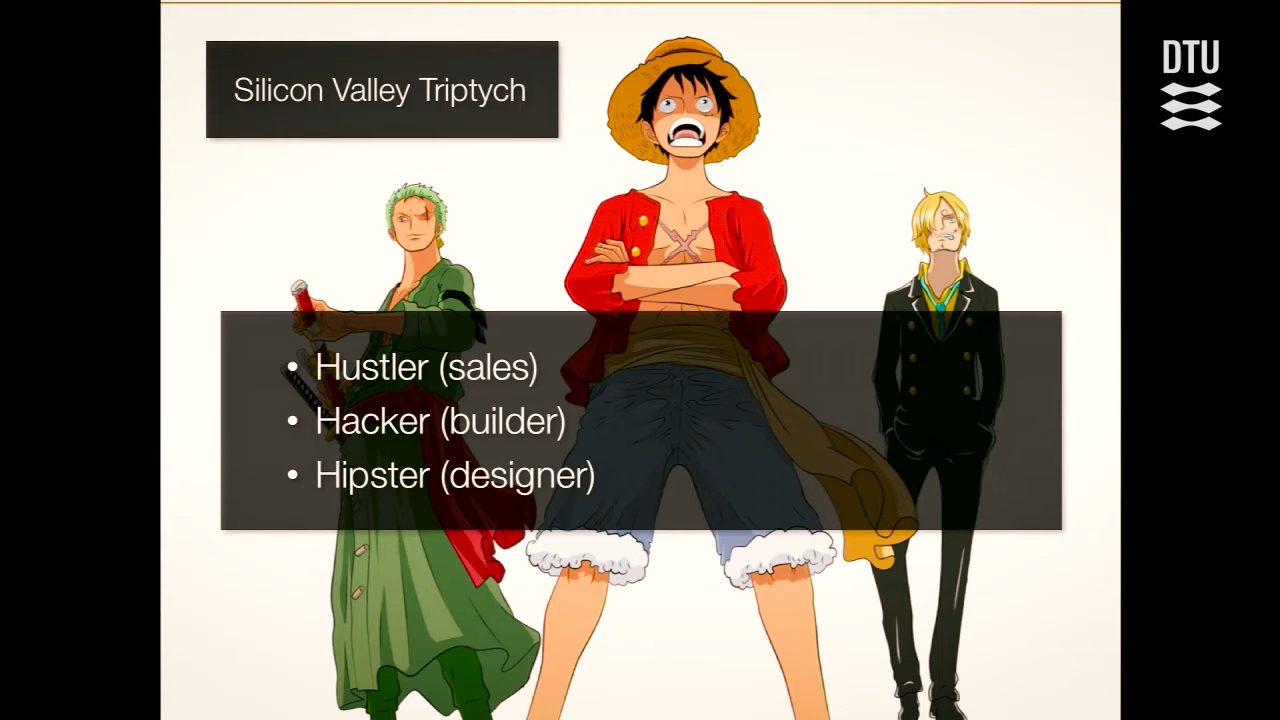 Silicon Valley Triptych
DTU
• Hustler (sales)
• Hacker (builder)
• Hipster (designer)